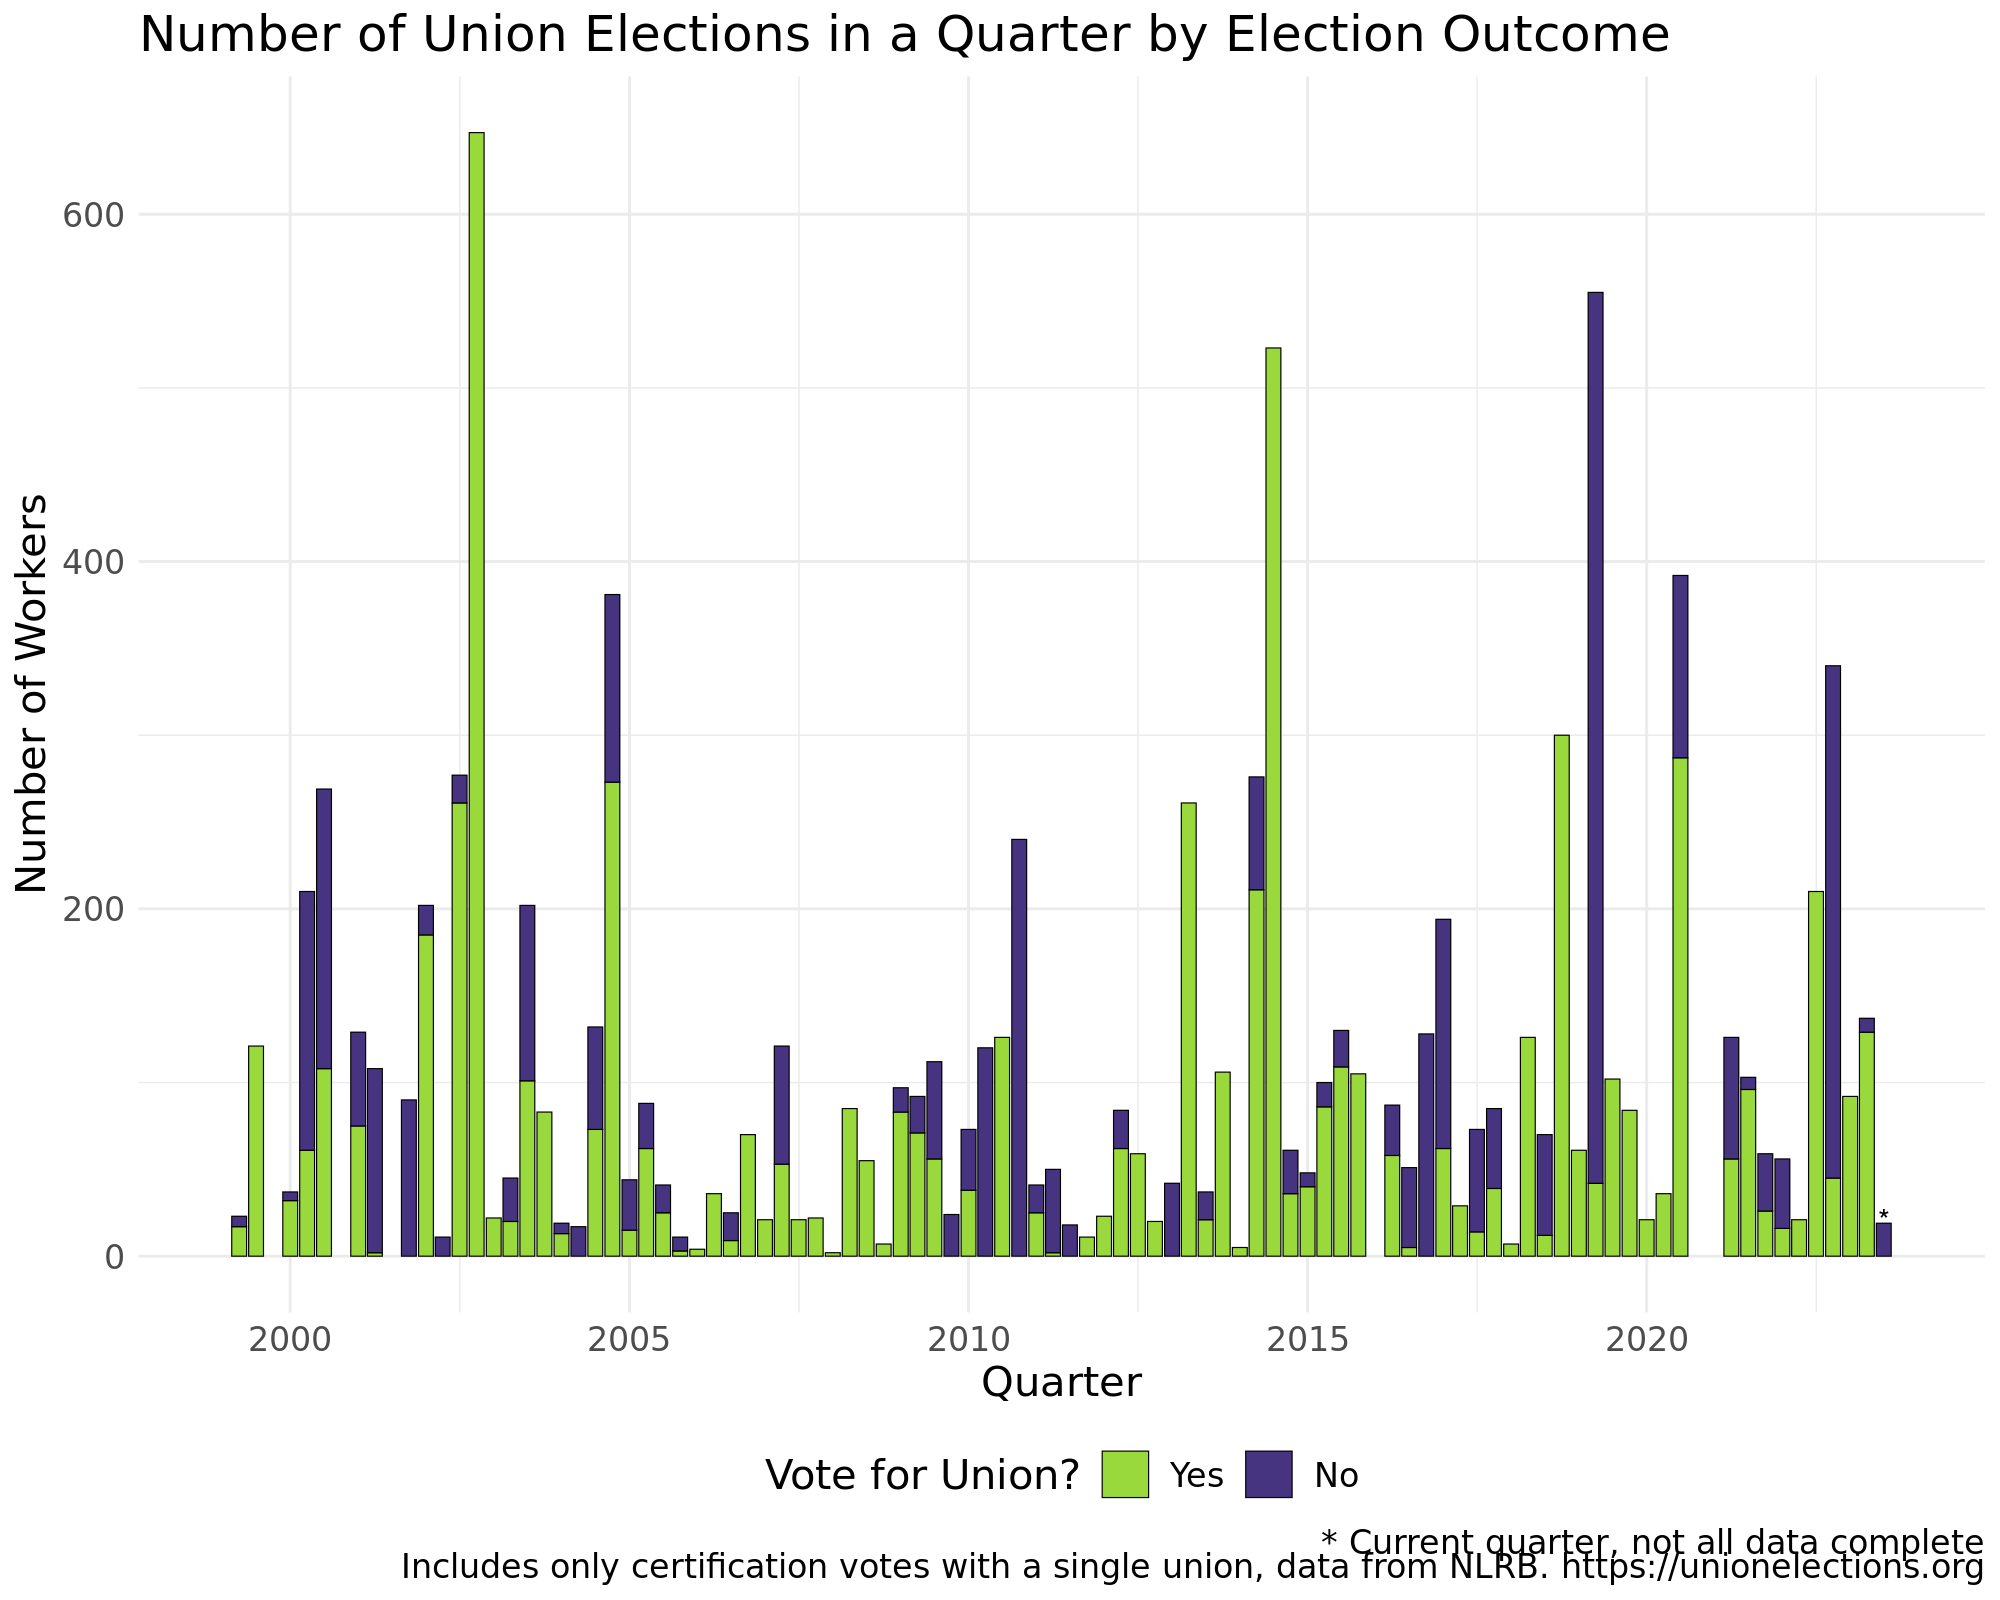 Number of Union Elections in a Quarter by Election Outcome
Number of Workers
600
400
200
0
*
2000 2005 2010 2015 2020
Quarter
Vote for Union? Yes No
* Current quarter, not all data complete
Includes only certification votes with a single union, data from NLRB. https://unionelections.org